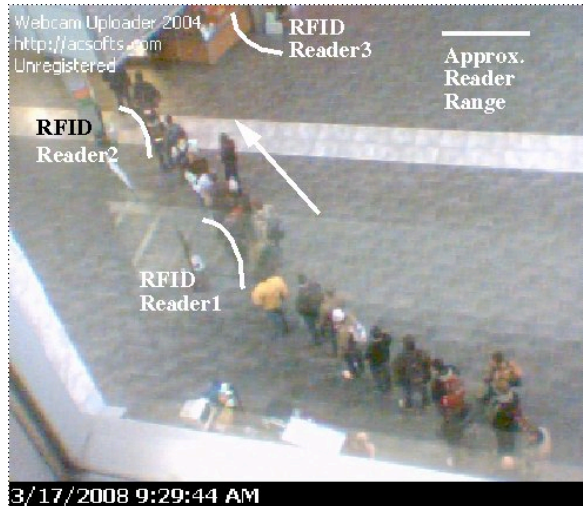 Webcam Uploader 2004
http://acsofts.com
Unregistered
RFID
Reader3
Approx.
Reader
Range
RFID
Reader2
RFID
Reader1
3/17/2008 9:29:44 AM